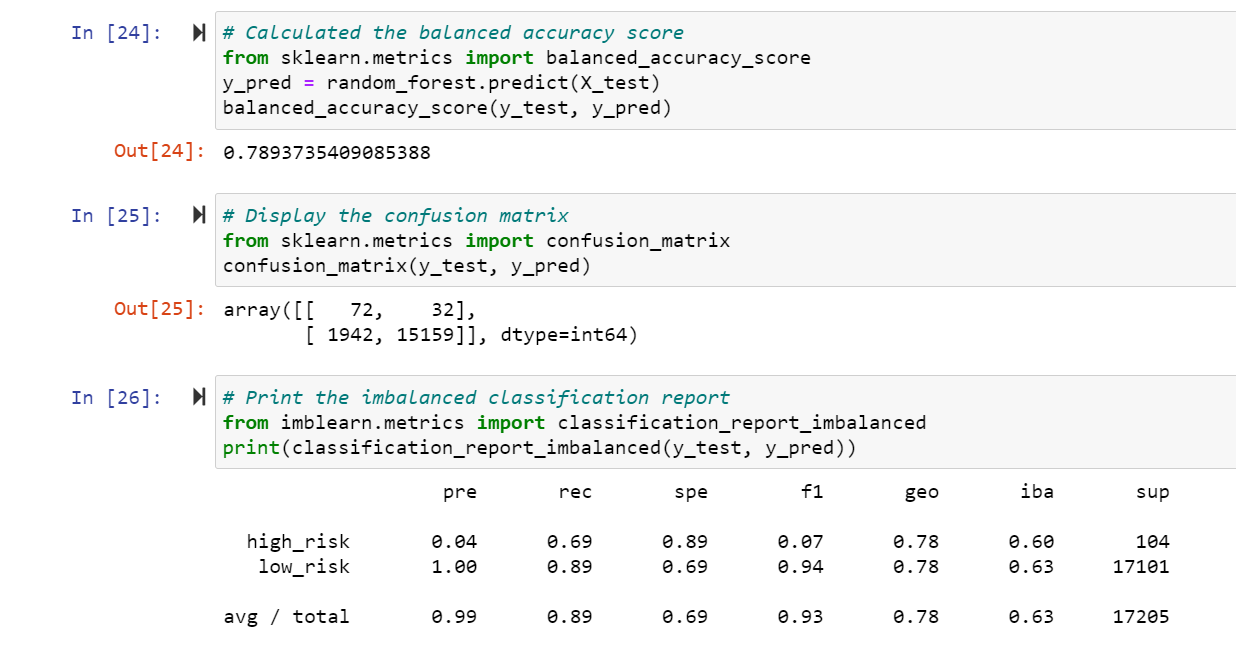 In [24]: # Calculated the balanced accuracy score
from sklearn.metrics import balanced_accuracy_score
y_pred = random_forest.predict(X_test)
balanced_accuracy_score(y_test, y_pred)
Out[24]: 0.7893735409085388
In [25]: # Display the confusion matrix
from sklearn.metrics import confusion_matrix
confusion_matrix(y_test, y_pred)
Out[25]: array([[   72,    32],
       [ 1942, 15159]], dtype=int64)
In [26]: # Print the imbalanced classification report
from imblearn.metrics import classification_report_imbalanced
print(classification_report_imbalanced(y_test, y_pred))
pre rec spe f1 geo iba sup
high_risk 0.04 0.69 0.89 0.07 0.78 0.60 104
low_risk 1.00 0.89 0.69 0.94 0.78 0.63 17101
avg / total 0.99 0.89 0.69 0.93 0.78 0.63 17205